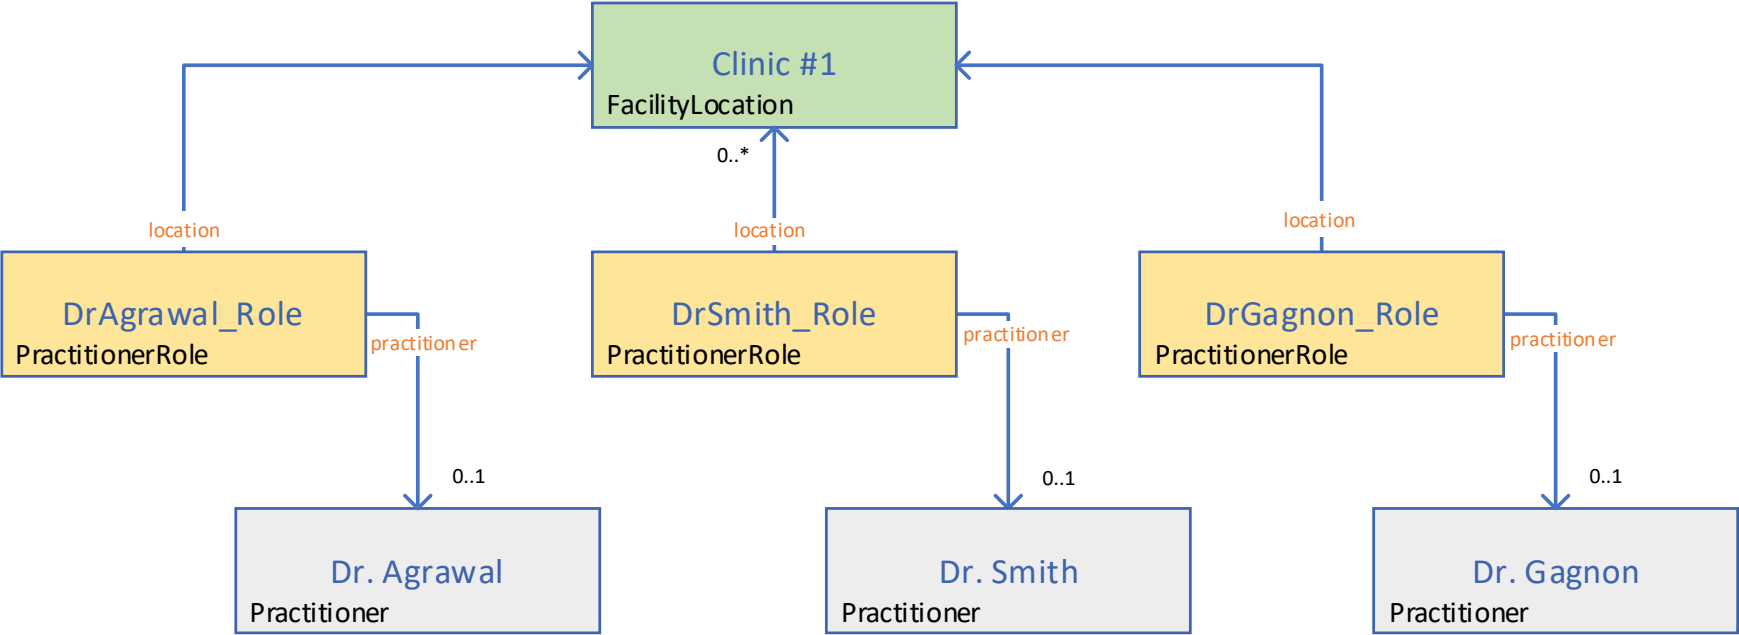 Clinic #1
FacilityLocation
0..*
location
location
location
DrAgrawal_Role
PractitionerRole
practitioner
DrSmith_Role
PractitionerRole
practitioner
DrGagnon_Role
PractitionerRole
practitioner
0..1
0..1
0..1
Dr. Agrawal
Practitioner
Dr. Smith
Practitioner
Dr. Gagnon
Practitioner